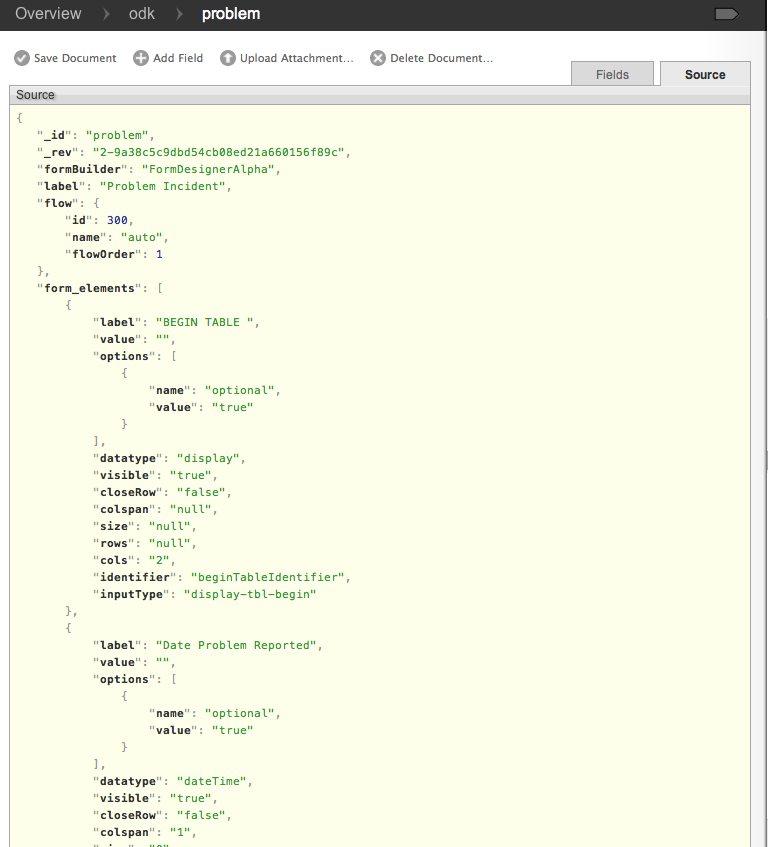 Overview odk problem
Save Document Add Field Upload Attachment... Delete Document...
Fields Source
Source
{
"_id": "problem",
"_rev": "2-9a38c5c9dbd54cb08ed21a660156f89c",
"formBuilder": "FormDesignerAlpha",
"label": "Problem Incident",
"flow": {
"id": 300,
"name": "auto",
"flowOrder": 1
},
"form_elements": [
{
"label": "BEGIN TABLE ",
"value": "",
"options": [
{
"name": "optional",
"value": "true"
}
],
"datatype": "display",
"visible": "true",
"closeRow": "false",
"colspan": "null",
"size": "null",
"rows": "null",
"cols": "2",
"identifier": "beginTableIdentifier",
"inputType": "display-tbl-begin"
},
{
"label": "Date Problem Reported",
"value": "",
"options": [
{
"name": "optional",
"value": "true"
}
],
"datatype": "dateTime",
"visible": "true",
"closeRow": "false",
"colspan": "1",